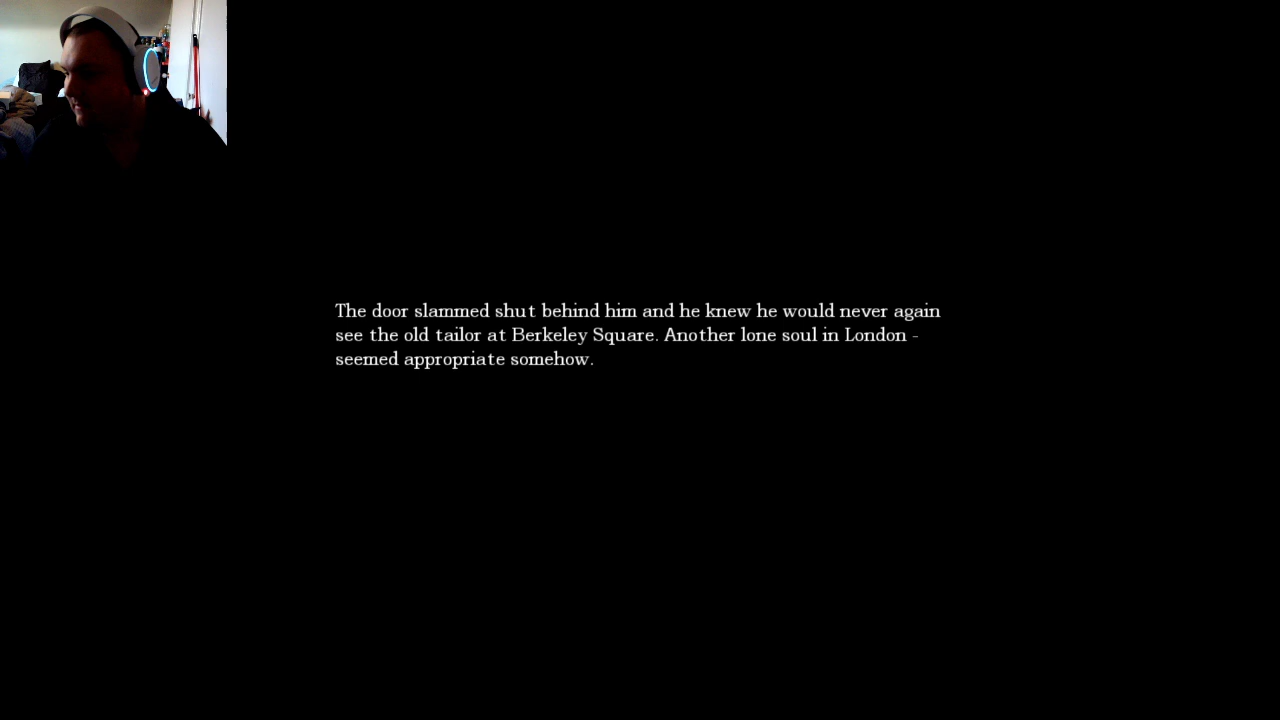 The door slammed shut behind him and he knew he would never again
see the old tailor at Berkeley Square. Another lone soul in London -
seemed appropriate somehow.